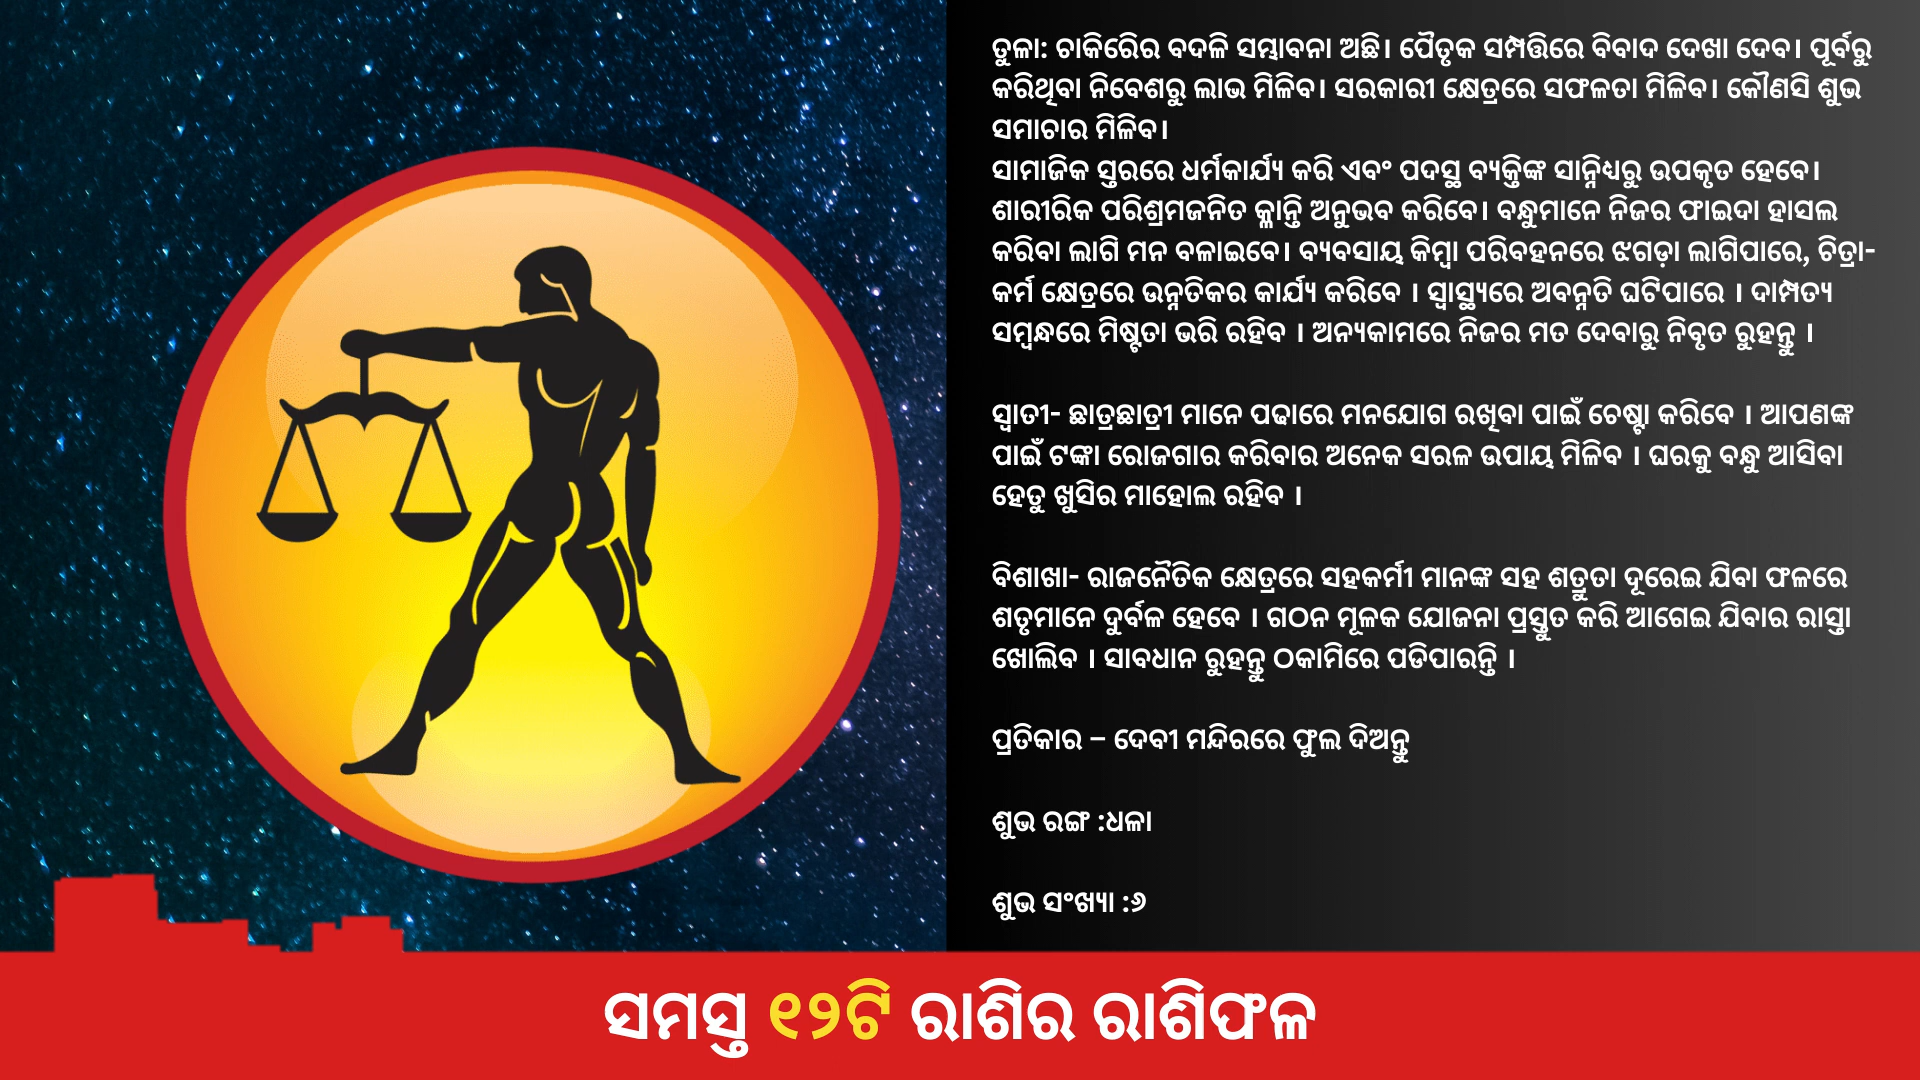 ତୁଳା: ଚାକିରିେର ବଦଳି ସମ୍ଭାବନା ଅଛି। ପୈତୃକ ସମ୍ପତ୍ତିରେ ବିବାଦ ଦେଖା ଦେବ। ପୂର୍ବରୁ
କରିଥିବା ନିବେଶରୁ ଲାଭ ମିଳିବ। ସରକାରୀ କ୍ଷେତ୍ରରେ ସଫଳତା ମିଳିବ। କୌଣସି ଶୁଭ
ସମାଚାର ମିଳିବ।
ସାମାଜିକ ସ୍ତରରେ ଧର୍ମକାର୍ଯ୍ୟ କରି ଏବଂ ପଦସ୍ଥ ବ୍ୟକ୍ତିଙ୍କ ସାନ୍ନିଧ୍ୟରୁ ଉପକୃତ ହେବେ।
ଶାରୀରିକ ପରିଶ୍ରମଜନିତ କ୍ଳାନ୍ତି ଅନୁଭବ କରିବେ। ବନ୍ଧୁମାନେ ନିଜର ଫାଇଦା ହାସଲ
କରିବା ଲାଗି ମନ ବଳାଇବେ। ବ୍ୟବସାୟ କିମ୍ବା ପରିବହନରେ ଝଗଡ଼ା ଲାଗିପାରେ, ଚିତ୍ରା-
କର୍ମ କ୍ଷେତ୍ରରେ ଉନ୍ନତିକର କାର୍ଯ୍ୟ କରିବେ । ସ୍ୱାସ୍ଥ୍ୟରେ ଅବନ୍ନତି ଘଟିପାରେ । ଦାମ୍ପତ୍ୟ
ସମ୍ବନ୍ଧରେ ମିଷ୍ଟତା ଭରି ରହିବ । ଅନ୍ୟକାମରେ ନିଜର ମତ ଦେବାରୁ ନିବୃତ ରୁହନ୍ତୁ ।
ସ୍ୱାତୀ- ଛାତ୍ରଛାତ୍ରୀ ମାନେ ପଢାରେ ମନଯୋଗ ରଖିବା ପାଇଁ ଚେଷ୍ଟା କରିବେ । ଆପଣଙ୍କ
ପାଇଁ ଟଙ୍କା ରୋଜଗାର କରିବାର ଅନେକ ସରଳ ଉପାୟ ମିଳିବ । ଘରକୁ ବନ୍ଧୁ ଆସିବା
ହେତୁ ଖୁସିର ମାହୋଲ ରହିବ ।
ବିଶାଖା- ରାଜନୈତିକ କ୍ଷେତ୍ରରେ ସହକର୍ମୀ ମାନଙ୍କ ସହ ଶତ୍ରୁତା ଦୂରେଇ ଯିବା ଫଳରେ
ଶତୃମାନେ ଦୁର୍ବଳ ହେବେ । ଗଠନ ମୂଳକ ଯୋଜନା ପ୍ରସ୍ତୁତ କରି ଆଗେଇ ଯିବାର ରାସ୍ତା
ଖୋଲିବ । ସାବଧାନ ରୁହନ୍ତୁ ଠକାମିରେ ପଡିପାରନ୍ତି ।
ପ୍ରତିକାର – ଦେବୀ ମନ୍ଦିରରେ ଫୁଲ ଦିଅନ୍ତୁ
ଶୁଭ ରଙ୍ଗ :ଧଳା
ଶୁଭ ସଂଖ୍ୟା :୬
ସମସ୍ତ ୧୨ଟି ରାଶିର ରାଶିଫଳ